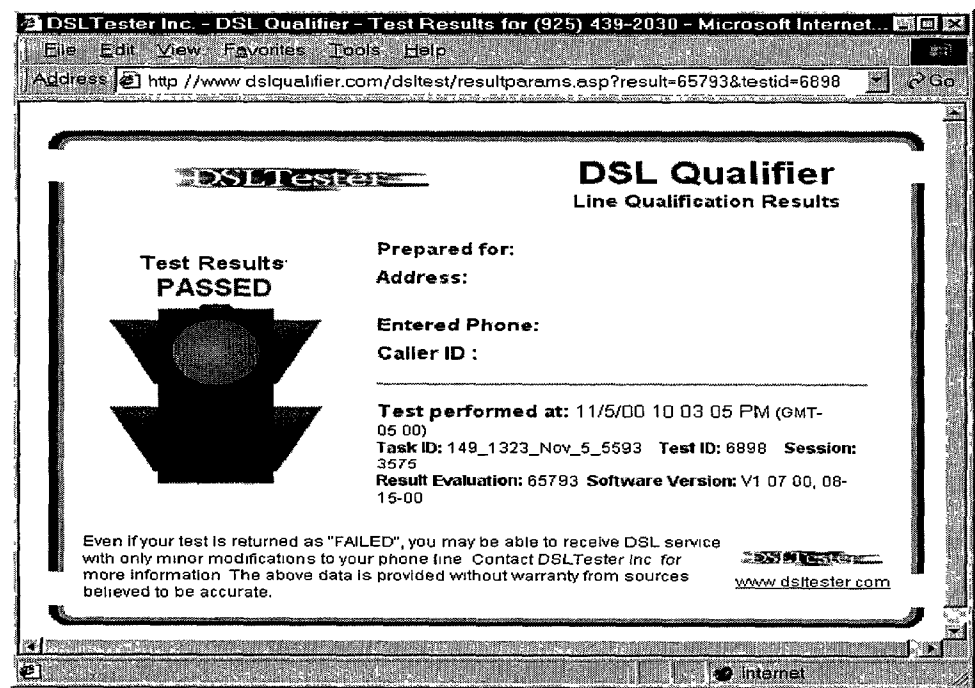 DSLTester Inc. - DSL Qualifier - Test Results for (925) 439-2030 - Microsoft Internet...
File Edit View Favorites Tools Help
Address http //www dslqualifier.com/dsltest/resultparams.asp?result=65793&testid=6898 Go
DSLTester
DSL Qualifier
Line Qualification Results
Test Results:
PASSED
Prepared for:
Address:
Entered Phone:
Caller ID :
Test performed at: 11/5/00 10 03 05 PM (GMT-
05 00)
Task ID: 149_1323_Nov_5_5593 Test ID: 6898 Session:
3575
Result Evaluation: 65793 Software Version: V1 07 00, 08-
15-00
Even if your test is returned as "FAILED", you may be able to receive DSL service
with only minor modifications to your phone line Contact DSLTester Inc for
more information The above data is provided without warranty from sources
believed to be accurate.
DSLTester
www dsltester com
Internet